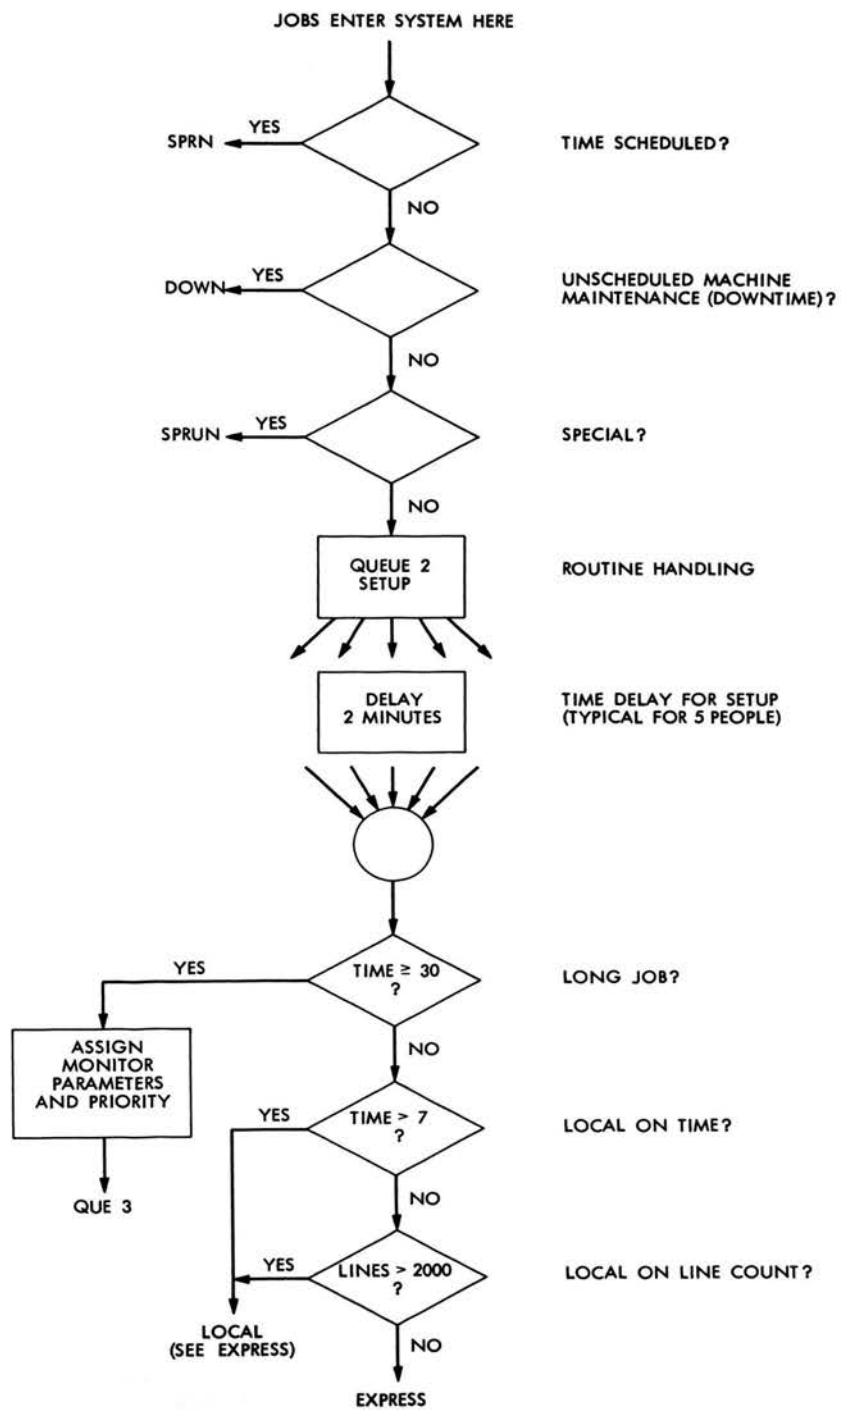 JOBS ENTER SYSTEM HERE
SPRN
YES
TIME SCHEDULED?
NO
DOWN
YES
UNSCHEDULED MACHINE
MAINTENANCE (DOWNTIME)?
NO
SPRUN
YES
SPECIAL?
NO
QUEUE 2
SETUP
ROUTINE HANDLING
DELAY
2 MINUTES
TIME DELAY FOR SETUP
(TYPICAL FOR 5 PEOPLE)
YES
TIME ≥ 30
?
LONG JOB?
NO
ASSIGN
MONITOR
PARAMETERS
AND PRIORITY
QUE 3
YES
TIME > 7
?
LOCAL ON TIME?
NO
YES
LINES > 2000
?
LOCAL ON LINE COUNT?
LOCAL
(SEE EXPRESS)
NO
EXPRESS